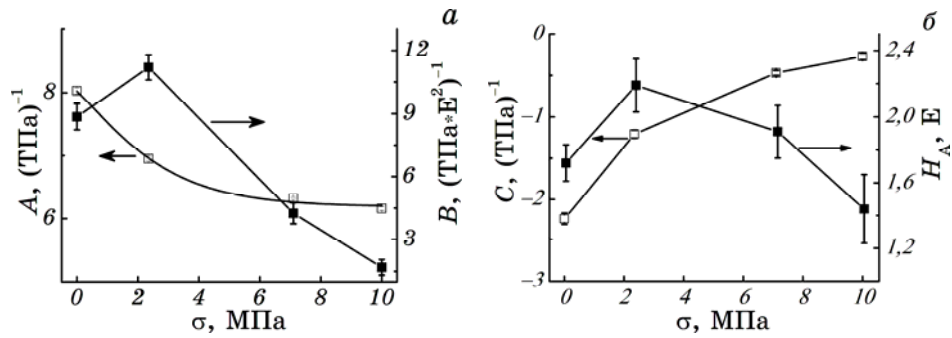 а
A, (ТПа)⁻¹
8
6
12
9
6
3
B, (ТПа*Е²)⁻¹
0 2 4 6 8 10
σ, МПа
б
C, (ТПа)⁻¹
0
−1
−2
−3
2,4
2,0
1,6
1,2
H_A, Е
0 2 4 6 8 10
σ, МПа